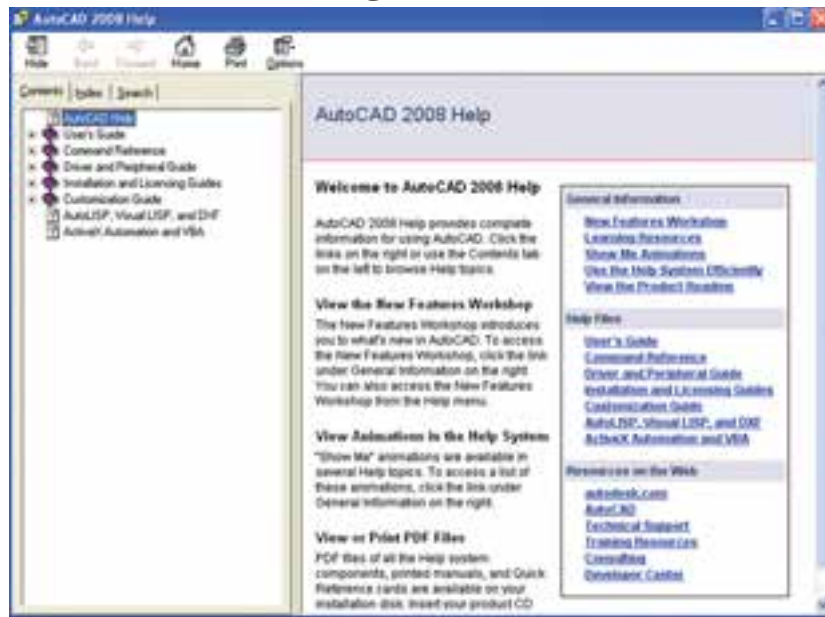 AutoCAD 2008 Help
Hide Back Forward Home Print Options
Contents Index Search
AutoCAD Help
User's Guide
Command Reference
Driver and Peripheral Guide
Installation and Licensing Guides
Customization Guide
AutoLISP, Visual LISP, and DXF
ActiveX Automation and VBA
AutoCAD 2008 Help
Welcome to AutoCAD 2008 Help
AutoCAD 2008 Help provides complete
information for using AutoCAD. Click the
links on the right or use the Contents tab
on the left to browse Help topics.
View the New Features Workshop
The New Features Workshop introduces
you to what's new in AutoCAD. To access
the New Features Workshop, click the link
under General Information on the right.
You can also access the New Features
Workshop from the Help menu.
View Animations in the Help System
"Show Me" animations are available in
several Help topics. To access a list of
these animations, click the link under
General Information on the right.
View or Print PDF Files
PDF files of all the Help system
components, printed manuals, and Quick
Reference cards are available on your
installation disk. Insert your product CD
General Information
New Features Workshop
Learning Resources
Show Me Animations
Use the Help System Efficiently
View the Product Readme
Help Files
User's Guide
Command Reference
Driver and Peripheral Guide
Installation and Licensing Guides
Customization Guide
AutoLISP, Visual LISP, and DXF
ActiveX Automation and VBA
Resources on the Web
autodesk.com
AutoCAD
Technical Support
Training Resources
Consulting
Developer Center